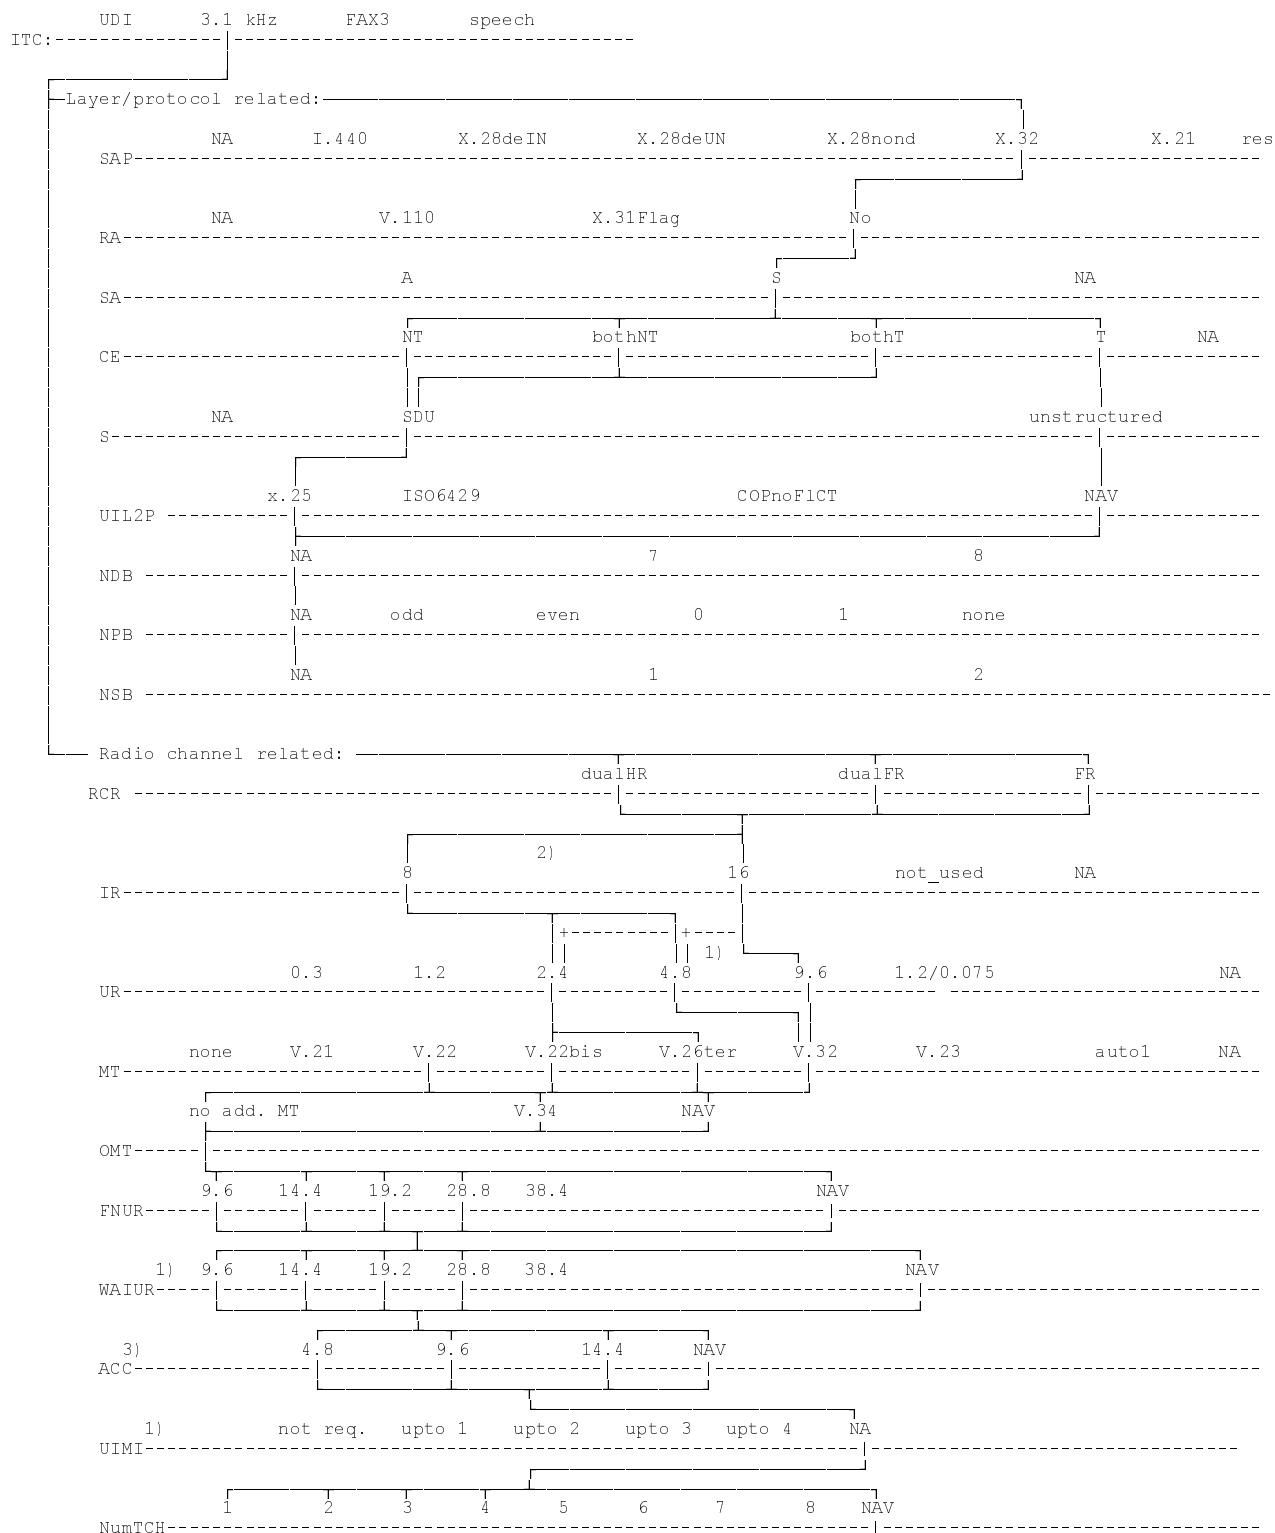 UDI 3.1 kHz FAX3 speech
ITC:
Layer/protocol related:
NA I.440 X.28deIN X.28deUN X.28nond X.32 X.21 res
SAP
NA V.110 X.31Flag No
RA
A S NA
SA
NT bothNT bothT T NA
CE
NA SDU unstructured
S
x.25 ISO6429 COPnoFlCT NAV
UIL2P
NA 7 8
NDB
NA odd even 0 1 none
NPB
NA 1 2
NSB
Radio channel related:
dualHR dualFR FR
RCR
2)
8 16 not_used NA
IR
1)
0.3 1.2 2.4 4.8 9.6 1.2/0.075 NA
UR
none V.21 V.22 V.22bis V.26ter V.32 V.23 auto1 NA
MT
no add. MT V.34 NAV
OMT
9.6 14.4 19.2 28.8 38.4 NAV
FNUR
1) 9.6 14.4 19.2 28.8 38.4 NAV
WAIUR
3) 4.8 9.6 14.4 NAV
ACC
1) not req. upto 1 upto 2 upto 3 upto 4 NA
UIMI
1 2 3 4 5 6 7 8 NAV
NumTCH